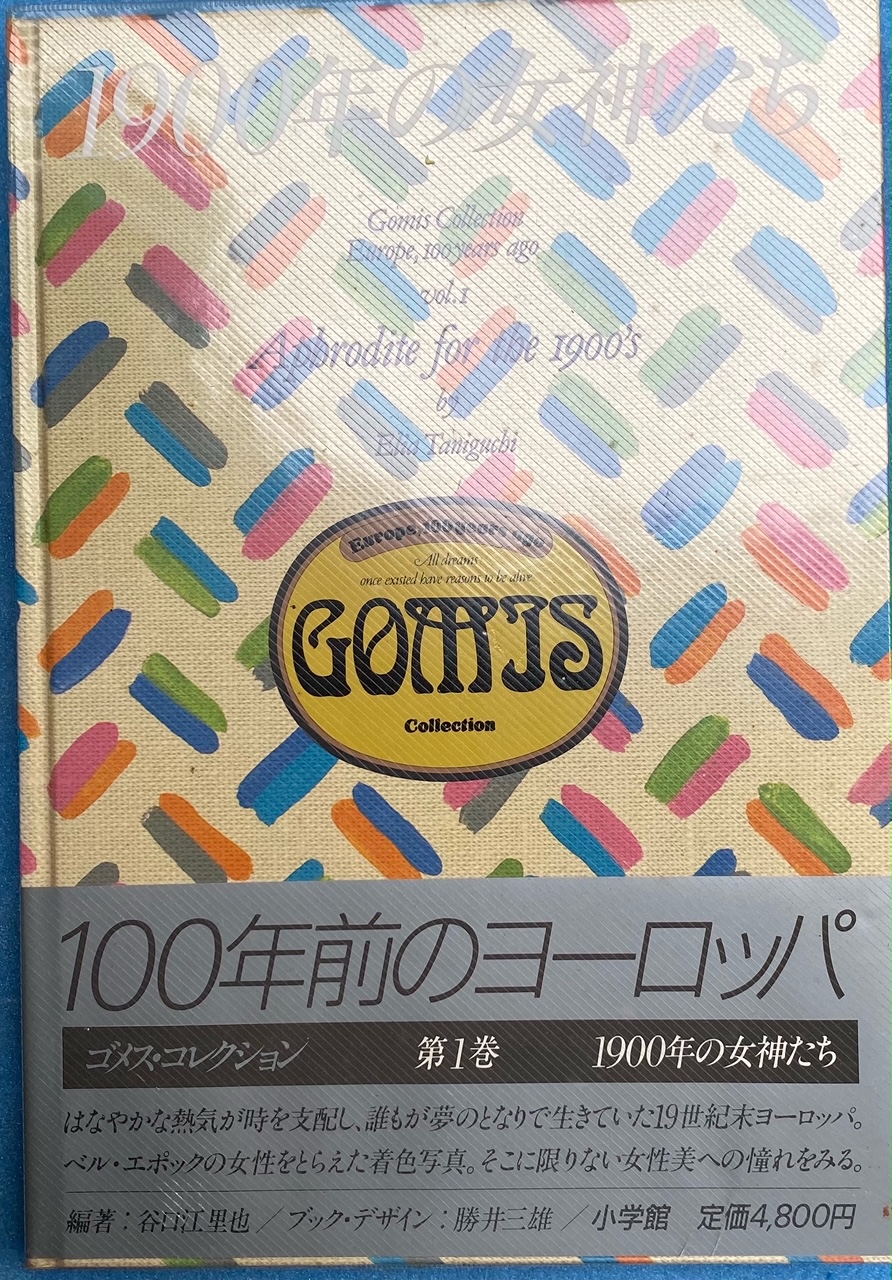 1900年の女神たち
Gomis Collection
Europe, 100 years ago
vol.1
Aphrodite for the 1900's
by
Elia Taniguchi
Europe, 100 years ago
All dreams
once existed have reasons to be alive
GOMIS
Collection
100年前のヨーロッパ
ゴメス・コレクション 第1巻 1900年の女神たち
はなやかな熱気が時を支配し、誰もが夢のとなりで生きていた19世紀末ヨーロッパ。
ベル・エポックの女性をとらえた着色写真。そこに限りない女性美への憧れをみる。
編著:谷口江里也/ブック・デザイン:勝井三雄/小学館 定価4,800円